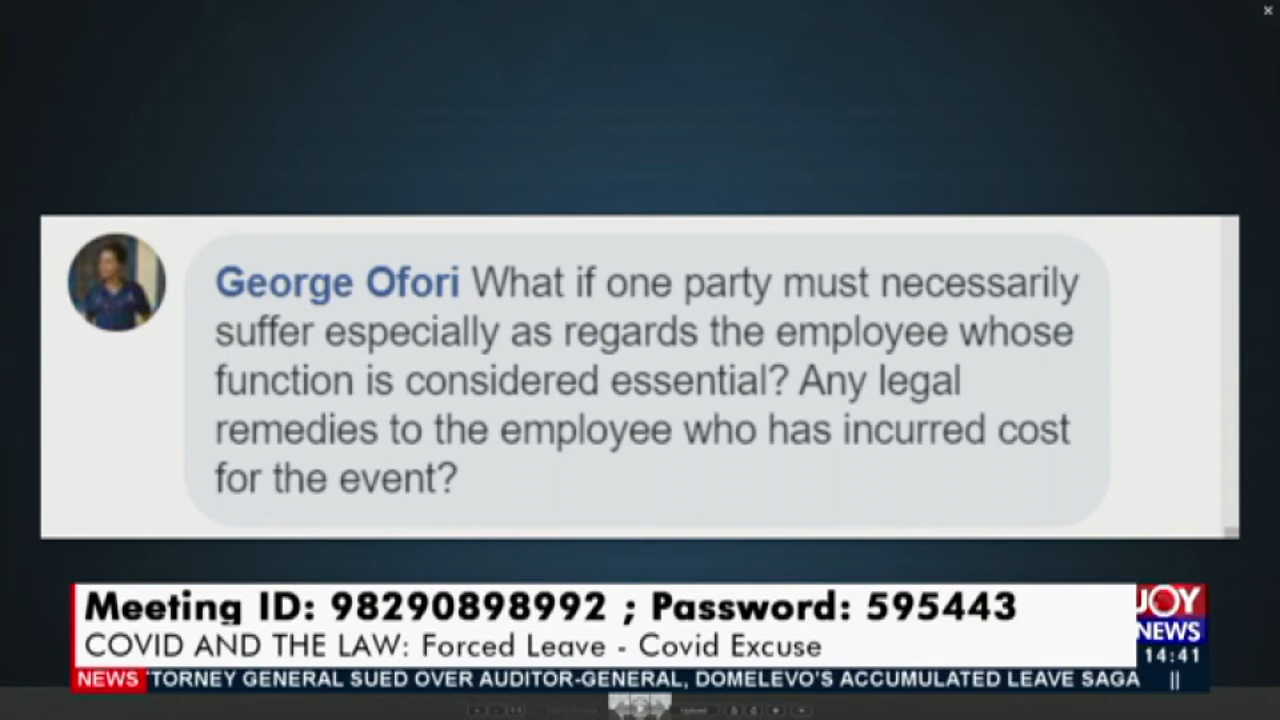 George Ofori What if one party must necessarily
suffer especially as regards the employee whose
function is considered essential? Any legal
remedies to the employee who has incurred cost
for the event?
Meeting ID: 98290898992 ; Password: 595443
COVID AND THE LAW: Forced Leave - Covid Excuse
JOY
NEWS
14:41
NEWS TORNEY GENERAL SUED OVER AUDITOR-GENERAL, DOMELEVO'S ACCUMULATED LEAVE SAGA